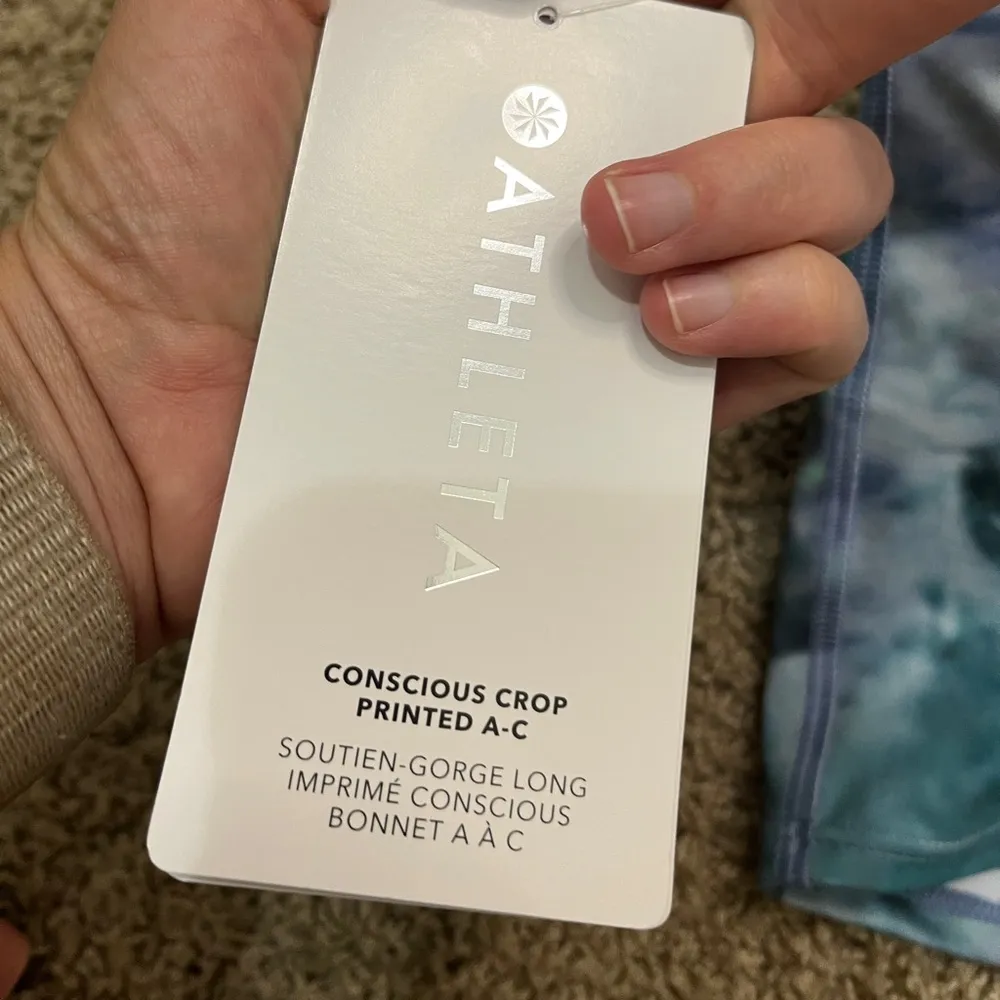 ATHLETA
CONSCIOUS CROP
PRINTED A-C
SOUTIEN-GORGE LONG
IMPRIMÉ CONSCIOUS
BONNET A À C